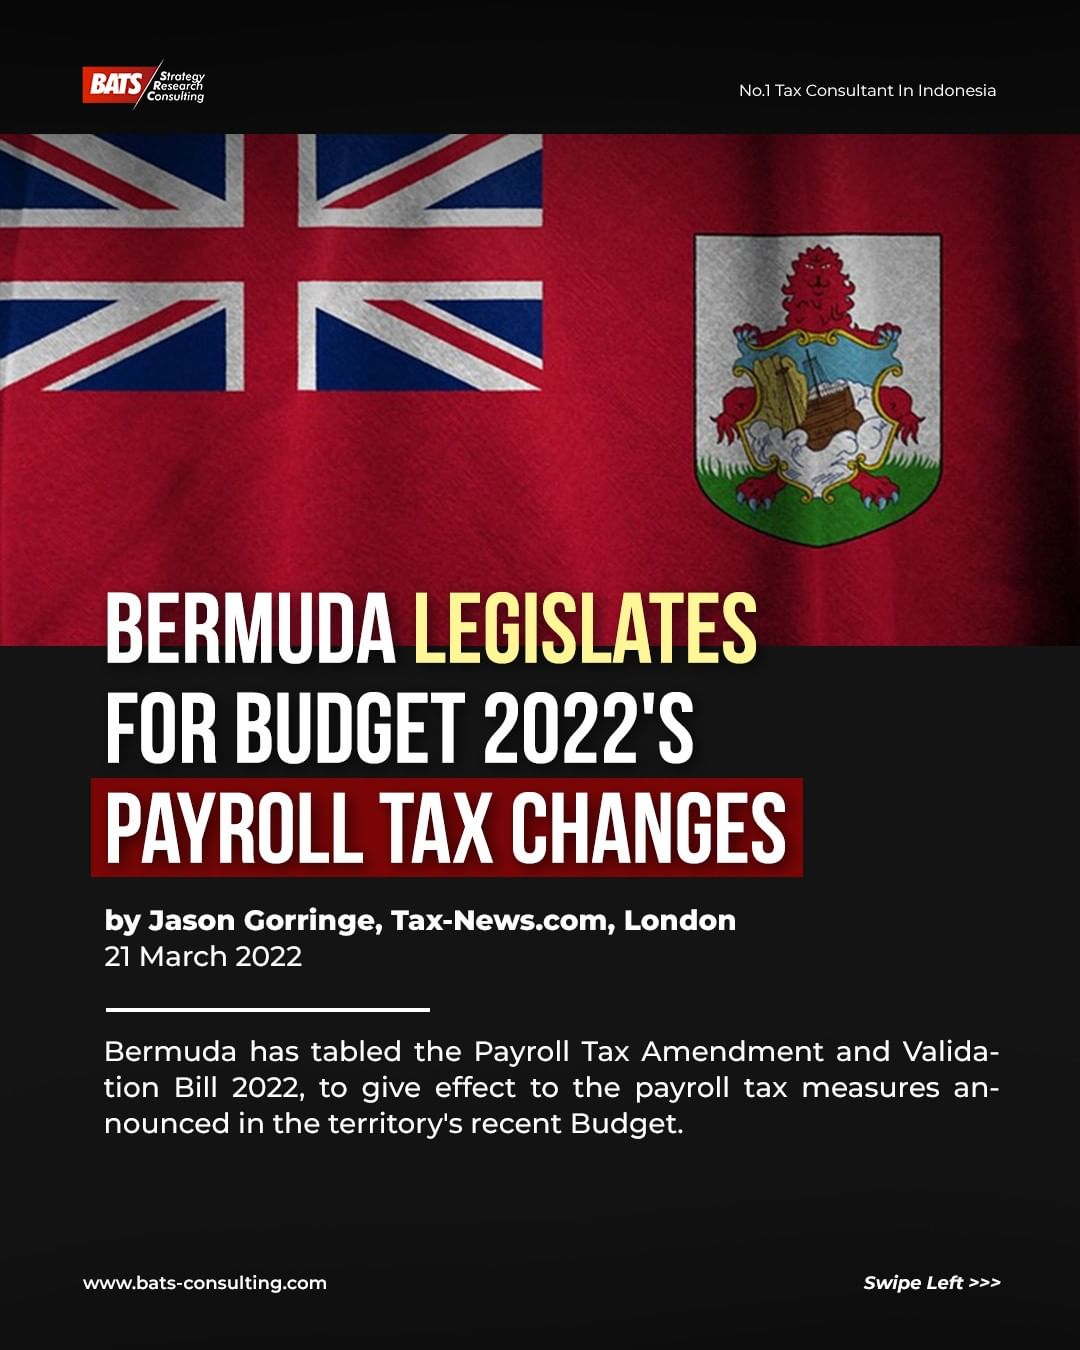 BATS Strategy
Research
Consulting
No.1 Tax Consultant In Indonesia
BERMUDA LEGISLATES
FOR BUDGET 2022'S
PAYROLL TAX CHANGES
by Jason Gorringe, Tax-News.com, London
21 March 2022
Bermuda has tabled the Payroll Tax Amendment and Valida-
tion Bill 2022, to give effect to the payroll tax measures an-
nounced in the territory's recent Budget.
www.bats-consulting.com
Swipe Left >>>